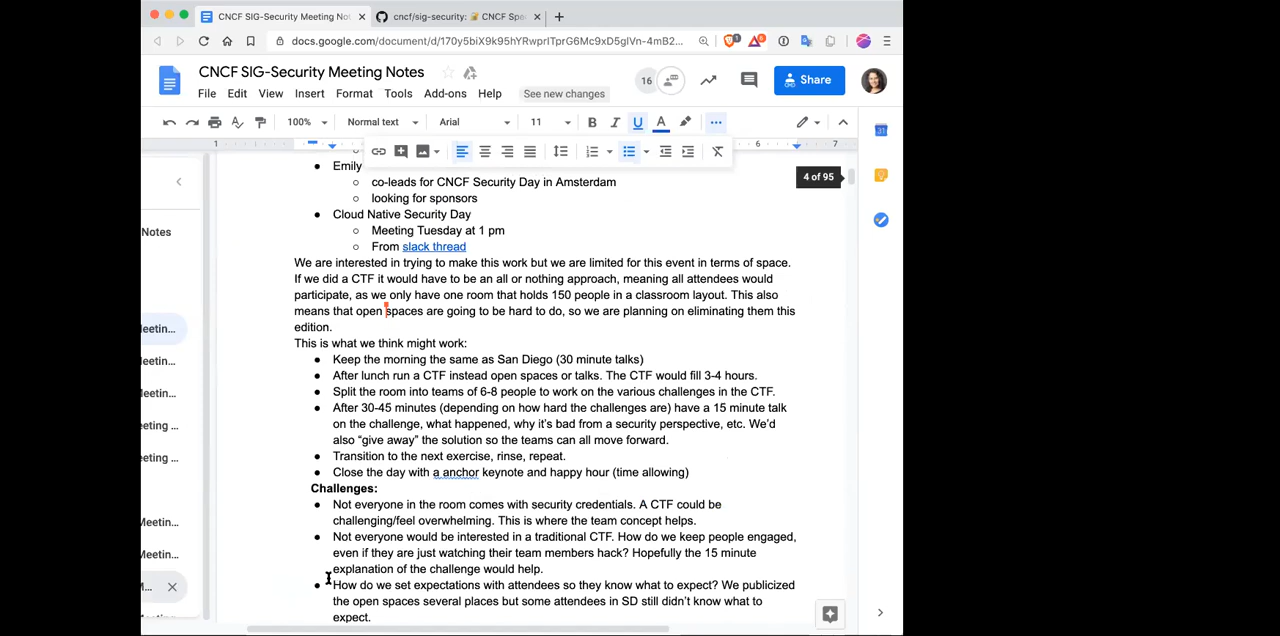 CNCF SIG-Security Meeting Not
cncf/sig-security: 🔐 CNCF Spe
docs.google.com/document/d/170y5biX9k95hYRwprITprG6Mc9xD5glVn-4mB2...
CNCF SIG-Security Meeting Notes
16
Share
File Edit View Insert Format Tools Add-ons Help See new changes
100% Normal text Arial 11 B I U A
1 6 7
4 of 95
Emily
co-leads for CNCF Security Day in Amsterdam
looking for sponsors
Cloud Native Security Day
Notes
Meeting Tuesday at 1 pm
From slack thread
We are interested in trying to make this work but we are limited for this event in terms of space.
If we did a CTF it would have to be an all or nothing approach, meaning all attendees would
participate, as we only have one room that holds 150 people in a classroom layout. This also
means that open spaces are going to be hard to do, so we are planning on eliminating them this
edition.
This is what we think might work:
Keep the morning the same as San Diego (30 minute talks)
After lunch run a CTF instead open spaces or talks. The CTF would fill 3-4 hours.
Split the room into teams of 6-8 people to work on the various challenges in the CTF.
After 30-45 minutes (depending on how hard the challenges are) have a 15 minute talk
on the challenge, what happened, why it's bad from a security perspective, etc. We'd
also “give away” the solution so the teams can all move forward.
Transition to the next exercise, rinse, repeat.
Close the day with a anchor keynote and happy hour (time allowing)
Challenges:
Not everyone in the room comes with security credentials. A CTF could be
challenging/feel overwhelming. This is where the team concept helps.
Not everyone would be interested in a traditional CTF. How do we keep people engaged,
even if they are just watching their team members hack? Hopefully the 15 minute
explanation of the challenge would help.
How do we set expectations with attendees so they know what to expect? We publicized
the open spaces several places but some attendees in SD still didn't know what to
expect.
eetin...
eetin...
eetin...
eeting ...
eeting ...
Meetin...
Meetin...
M...